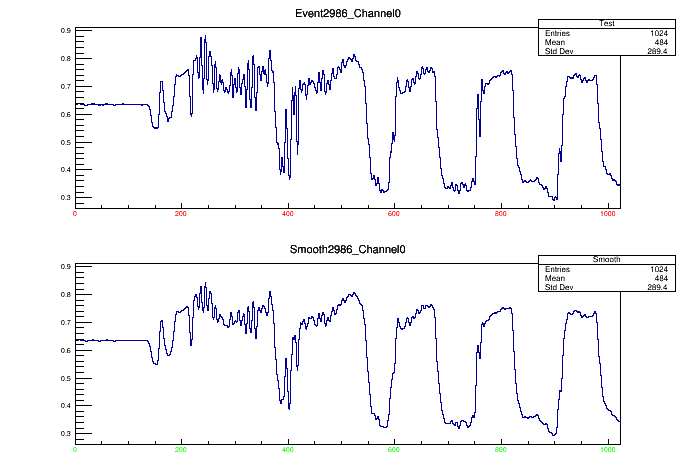 Event2986_Channel0
Test
Entries 1024
Mean 484
Std Dev 289.4
0.9
0.8
0.7
0.6
0.5
0.4
0.3
0 200 400 600 800 1000
Smooth2986_Channel0
Smooth
Entries 1024
Mean 484
Std Dev 289.4
0.9
0.8
0.7
0.6
0.5
0.4
0.3
0 200 400 600 800 1000